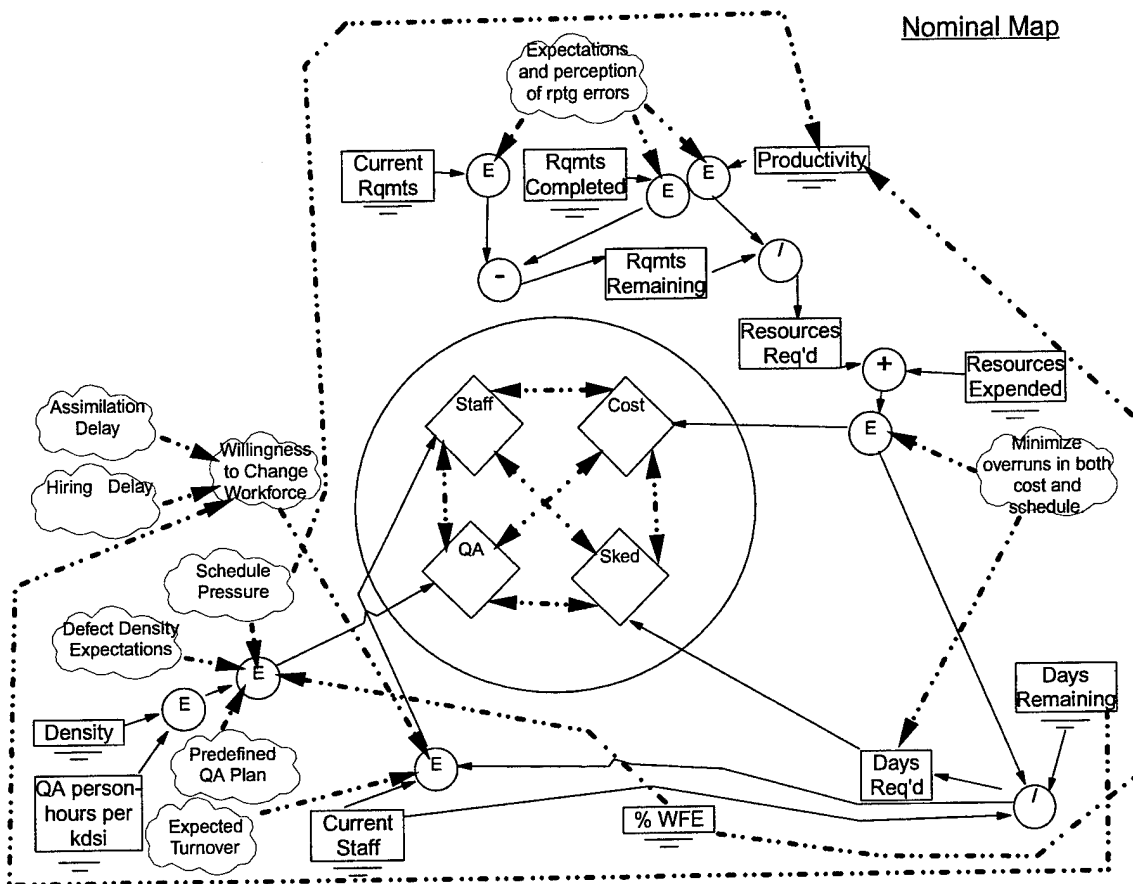 Nominal Map
Expectations
and perception
of rptg errors
Current
Rqmts
E
Rqmts
Completed
E
E
Productivity
-
Rqmts
Remaining
/
Resources
Req'd
+
Resources
Expended
E
Staff
Cost
QA
Sked
Assimilation
Delay
Willingness
to Change
Workforce
Hiring Delay
Minimize
overruns in both
cost and
schedule
Schedule
Pressure
Defect Density
Expectations
E
E
Density
Predefined
QA Plan
QA person-
hours per
kdsi
Expected
Turnover
E
Current
Staff
% WFE
Days
Req'd
Days
Remaining
/